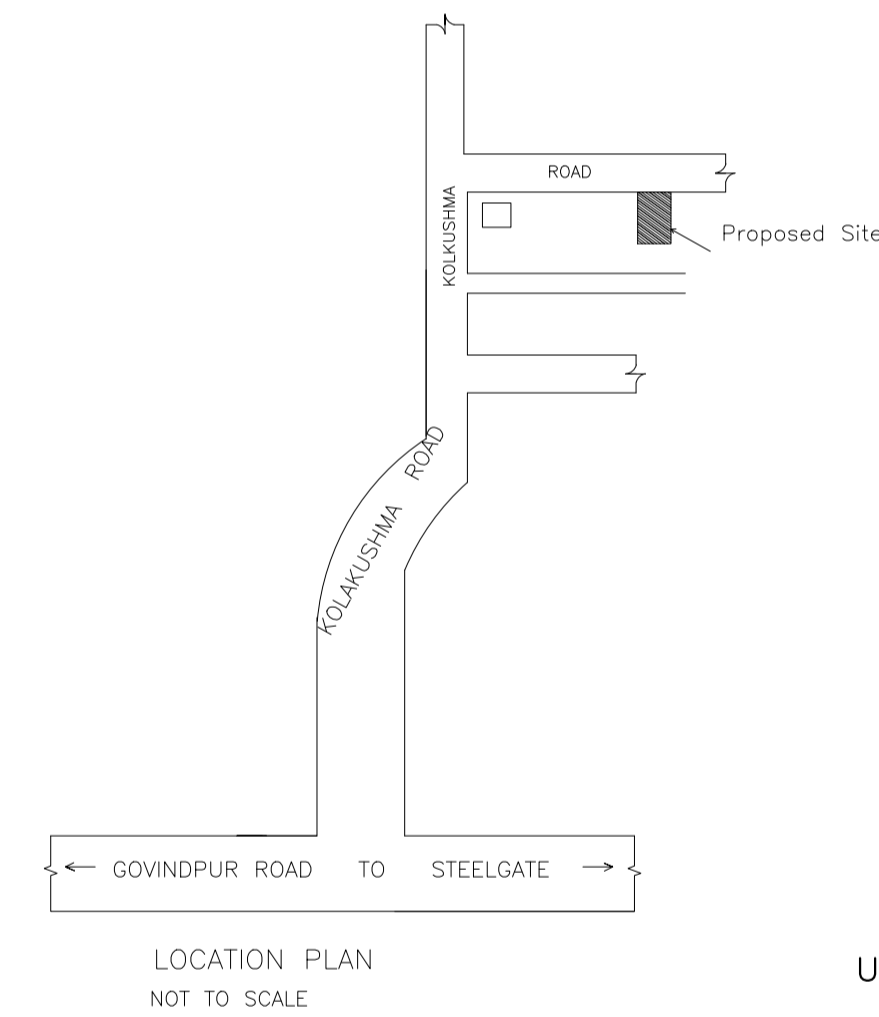 ROAD
KOLKUSHMA
Proposed Site
KOLAKUSHMA ROAD
GOVINDPUR ROAD TO STEELGATE
LOCATION PLAN
NOT TO SCALE
U